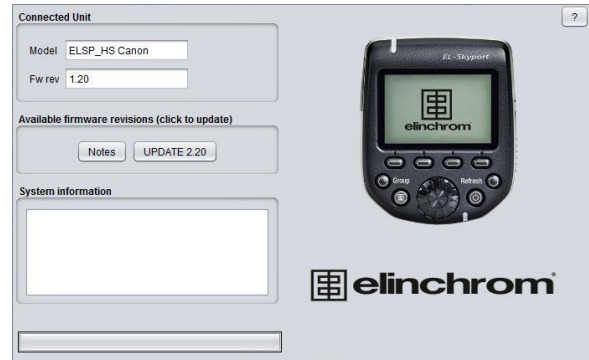 Connected Unit
?
Model ELSP_HS Canon
Fw rev 1.20
Available firmware revisions (click to update)
Notes UPDATE 2.20
System information
EL-Skyport
elinchrom
Group Refresh
elinchrom